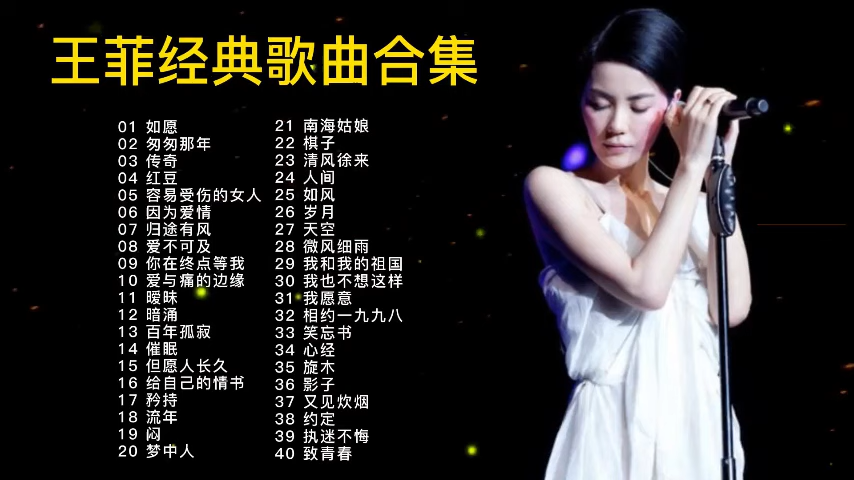 王菲经典歌曲合集
01 如愿
02 匆匆那年
03 传奇
04 红豆
05 容易受伤的女人
06 因为爱情
07 归途有风
08 爱不可及
09 你在终点等我
10 爱与痛的边缘
11 暧昧
12 暗涌
13 百年孤寂
14 催眠
15 但愿人长久
16 给自己的情书
17 矜持
18 流年
19 闷
20 梦中人
21 南海姑娘
22 棋子
23 清风徐来
24 人间
25 如风
26 岁月
27 天空
28 微风细雨
29 我和我的祖国
30 我也不想这样
31 我愿意
32 相约一九九八
33 笑忘书
34 心经
35 旋木
36 影子
37 又见炊烟
38 约定
39 执迷不悔
40 致青春